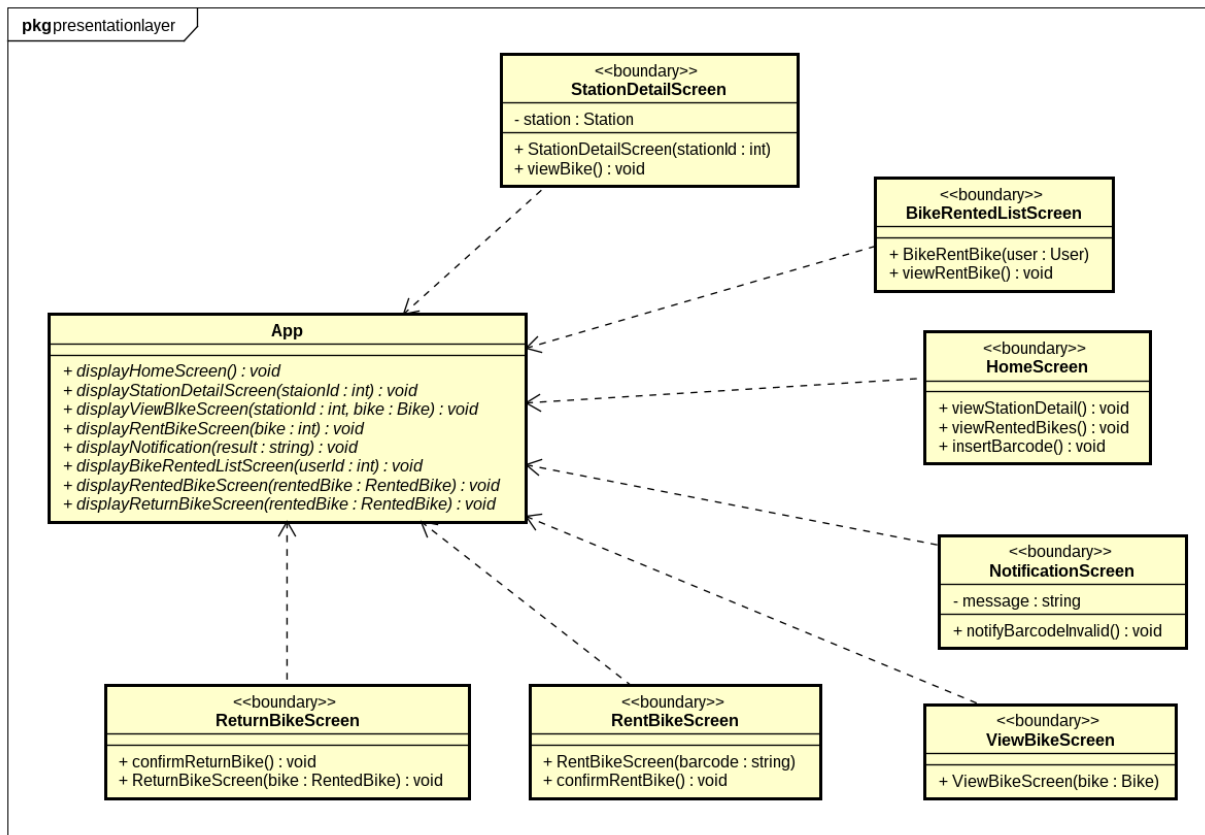 pkg presentationlayer
<<boundary>>
StationDetailScreen
- station : Station
+ StationDetailScreen(stationId : int)
+ viewBike() : void
<<boundary>>
BikeRentedListScreen
+ BikeRentBike(user : User)
+ viewRentBike() : void
App
+ displayHomeScreen() : void
+ displayStationDetailScreen(staionId : int) : void
+ displayViewBIkeScreen(stationId : int, bike : Bike) : void
+ displayRentBikeScreen(bike : int) : void
+ displayNotification(result : string) : void
+ displayBikeRentedListScreen(userId : int) : void
+ displayRentedBikeScreen(rentedBike : RentedBike) : void
+ displayReturnBikeScreen(rentedBike : RentedBike) : void
<<boundary>>
HomeScreen
+ viewStationDetail() : void
+ viewRentedBikes() : void
+ insertBarcode() : void
<<boundary>>
NotificationScreen
- message : string
+ notifyBarcodeInvalid() : void
<<boundary>>
ReturnBikeScreen
+ confirmReturnBike() : void
+ ReturnBikeScreen(bike : RentedBike) : void
<<boundary>>
RentBikeScreen
+ RentBikeScreen(barcode : string)
+ confirmRentBike() : void
<<boundary>>
ViewBikeScreen
+ ViewBikeScreen(bike : Bike)